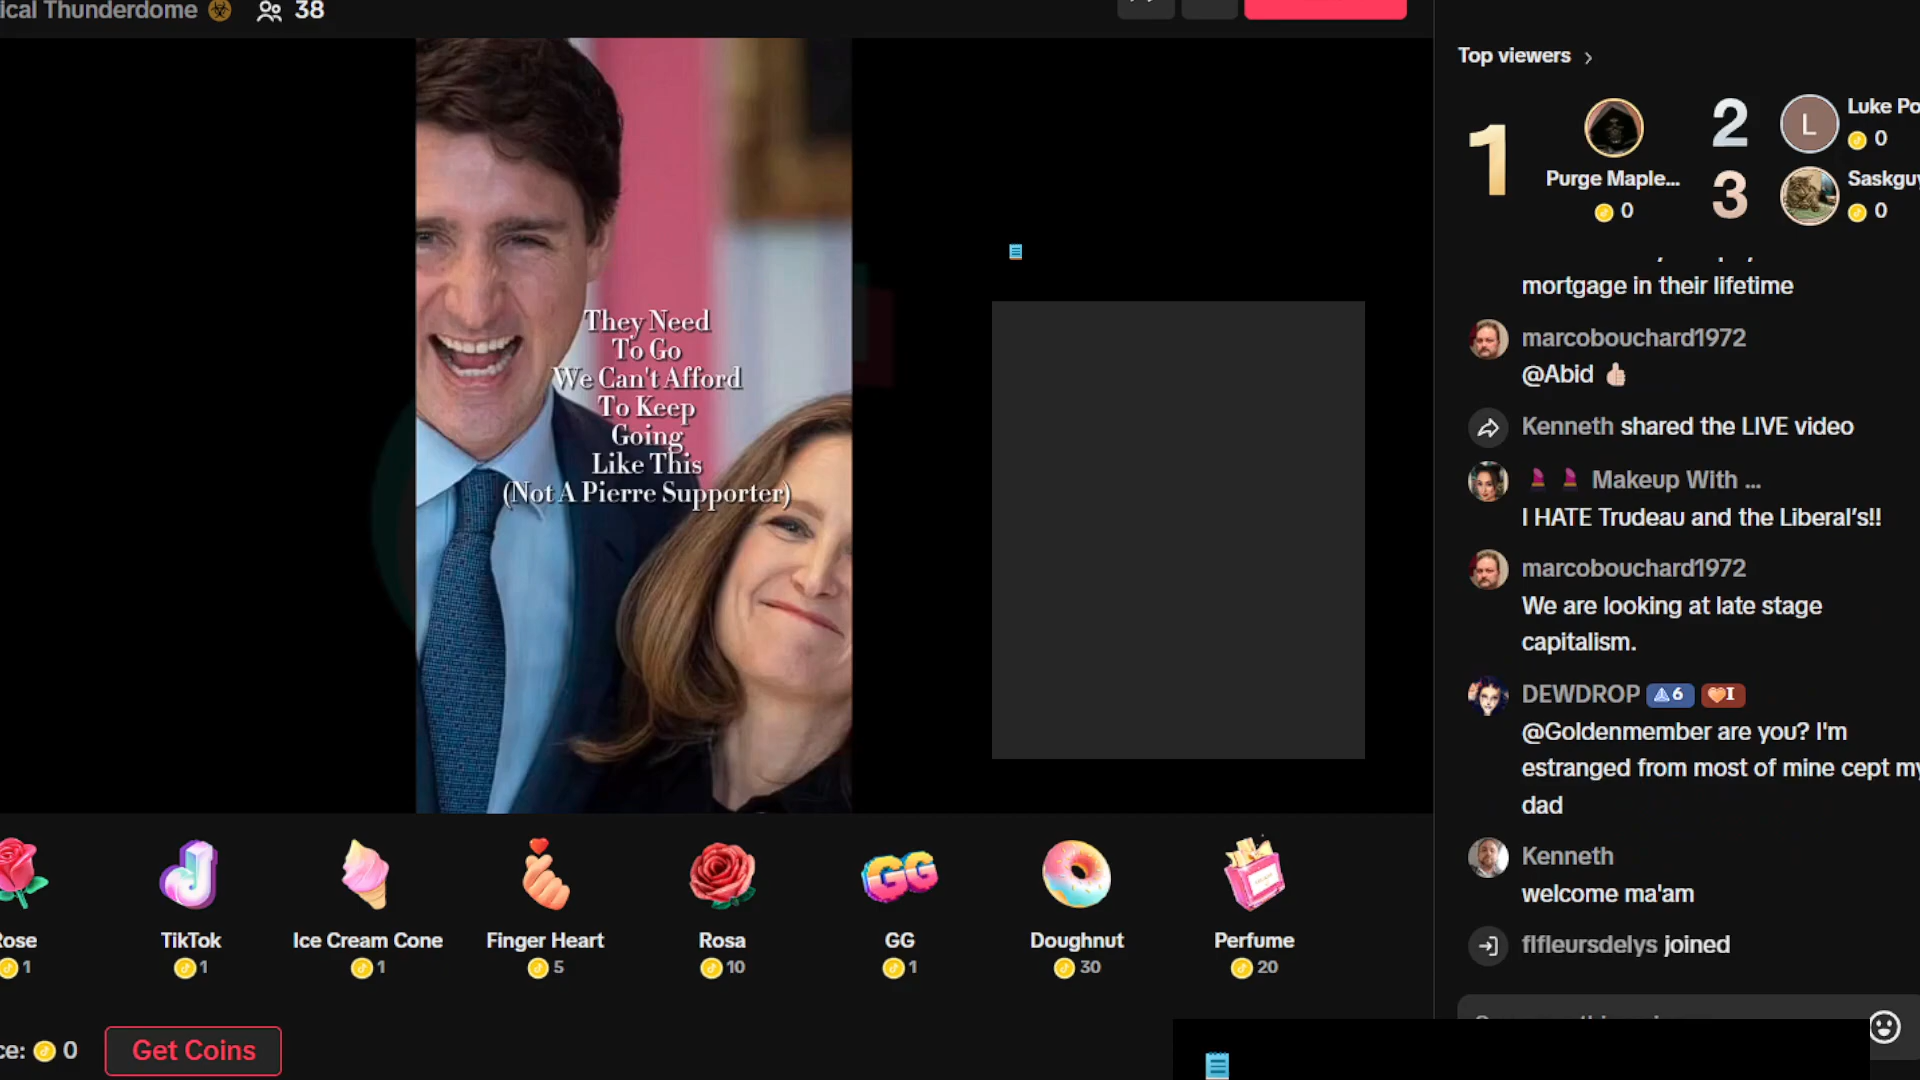 ical Thunderdome
38
Top viewers
1
Purge Maple...
0
2
Luke Po
L
0
3
Saskguy
0
They Need
To Go
We Can't Afford
To Keep
Going
Like This
(Not A Pierre Supporter)
mortgage in their lifetime
marcobouchard1972
@Abid 👍🏻
Kenneth shared the LIVE video
Makeup With ...
I HATE Trudeau and the Liberal's!!
marcobouchard1972
We are looking at late stage
capitalism.
DEWDROP 6 I
@Goldenmember are you? I'm
estranged from most of mine cept my
dad
Kenneth
welcome ma'am
flfleursdelys joined
Rose
1
TikTok
1
Ice Cream Cone
1
Finger Heart
5
Rosa
10
GG
GG
1
Doughnut
30
Perfume
20
ce: 0
Get Coins